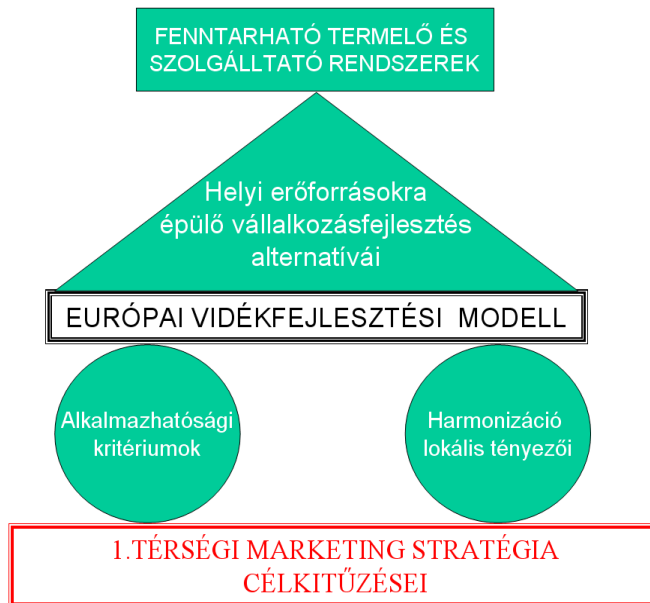 FENNTARHATÓ TERMELŐ ÉS
SZOLGÁLLTATÓ RENDSZEREK
Helyi erőforrásokra
épülő vállalkozásfejlesztés
alternatívái
EURÓPAI VIDÉKFEJLESZTÉSI MODELL
Alkalmazhatósági
kritériumok
Harmonizáció
lokális tényezői
1.TÉRSÉGI MARKETING STRATÉGIA
CÉLKITŰZÉSEI